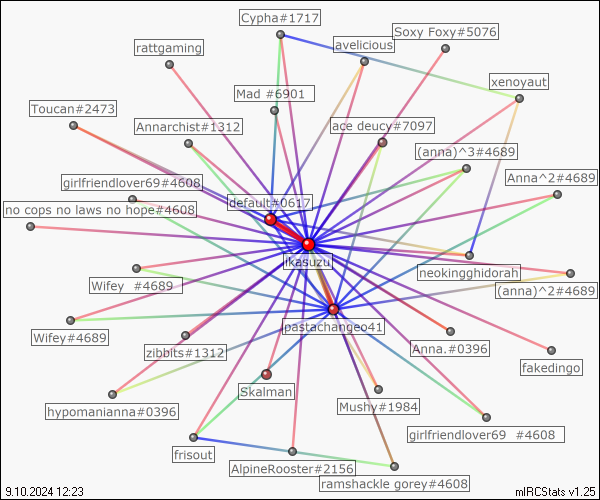 Cypha#1717
Soxy Foxy#5076
rattgaming
avelicious
xenoyaut
Mad #6901
Toucan#2473
Annarchist#1312
ace deucy#7097
(anna)^3#4689
Anna^2#4689
girlfriendlover69#4608
default#0617
no cops no laws no hope#4608
ikasuzu
neokingghidorah
Wifey #4689
(anna)^2#4689
pastachangeo41
Wifey#4689
zibbits#1312
Anna.#0396
fakedingo
Skalman
hypomanianna#0396
Mushy#1984
girlfriendlover69 #4608
frisout
AlpineRooster#2156
ramshackle gorey#4608
9.10.2024 12:23
mIRCStats v1.25